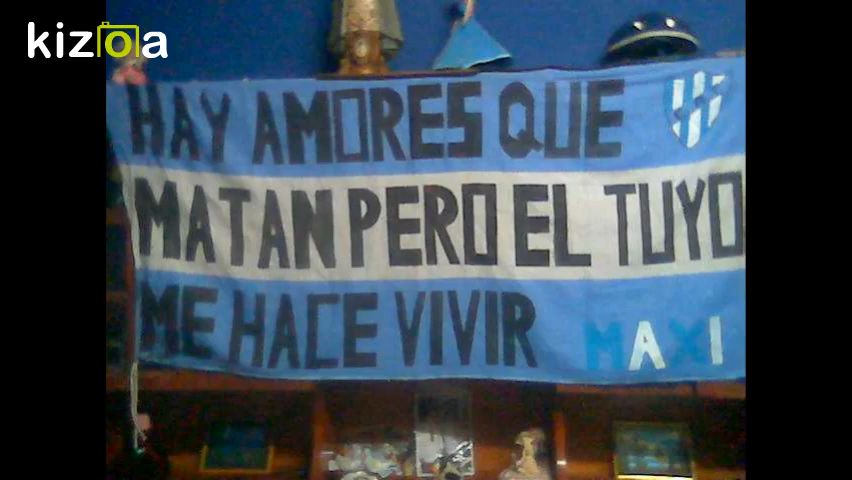 kizoa
HAY AMORES QUE
MATAN PERO EL TUYO
ME HACE VIVIR
MAXI